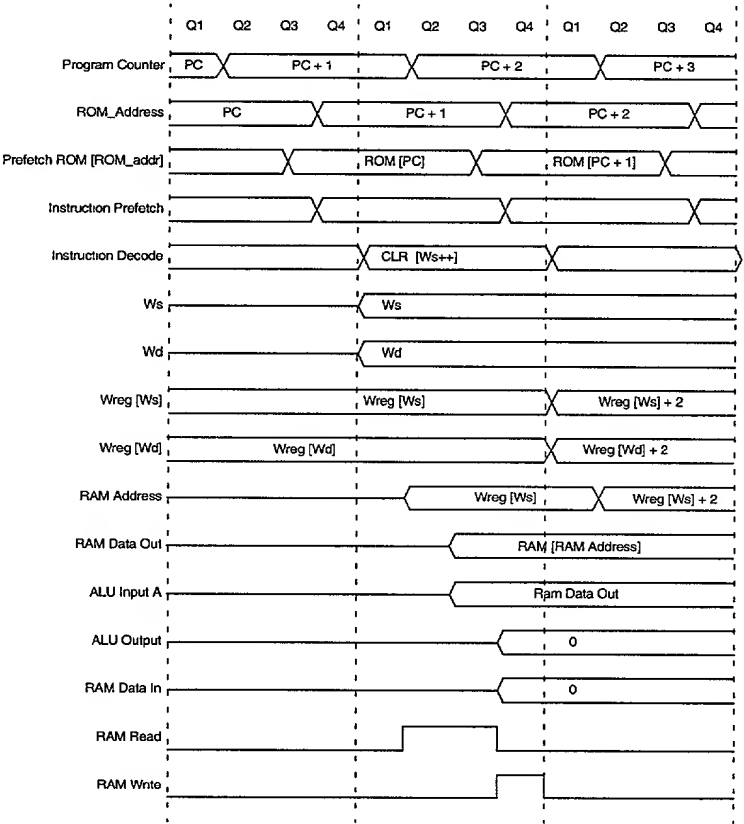 Q1 Q2 Q3 Q4 Q1 Q2 Q3 Q4 Q1 Q2 Q3 Q4
Program Counter PC PC + 1 PC + 2 PC + 3
ROM_Address PC PC + 1 PC + 2
Prefetch ROM [ROM_addr] ROM [PC] ROM [PC + 1]
Instruction Prefetch
Instruction Decode CLR [Ws++]
Ws Ws
Wd Wd
Wreg [Ws] Wreg [Ws] Wreg [Ws] + 2
Wreg [Wd] Wreg [Wd] Wreg [Wd] + 2
RAM Address Wreg [Ws] Wreg [Ws] + 2
RAM Data Out RAM [RAM Address]
ALU Input A Ram Data Out
ALU Output 0
RAM Data In 0
RAM Read
RAM Write